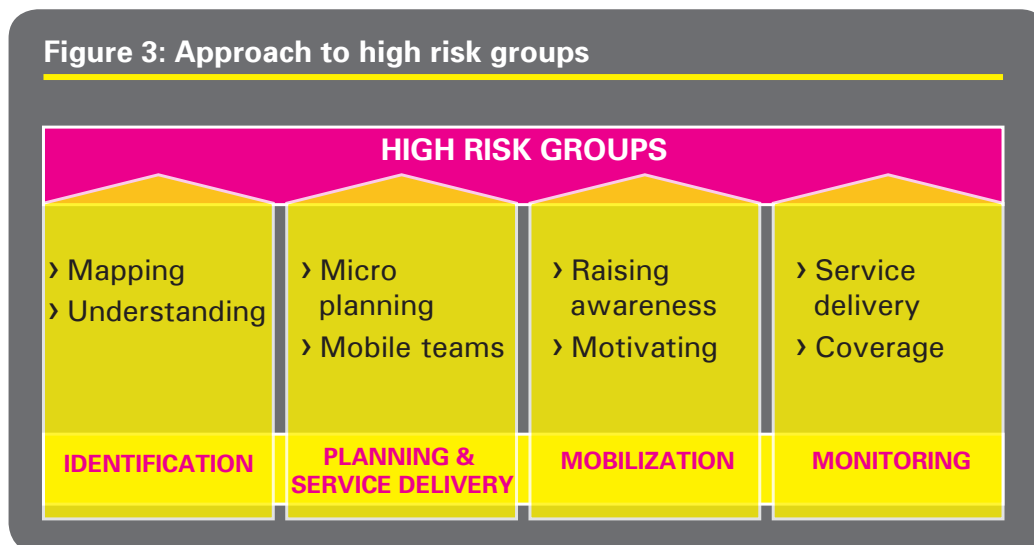 Figure 3: Approach to high risk groups
HIGH RISK GROUPS
› Mapping
› Understanding
› Micro
planning
› Mobile teams
› Raising
awareness
› Motivating
› Service
delivery
› Coverage
IDENTIFICATION
PLANNING &
SERVICE DELIVERY
MOBILIZATION
MONITORING